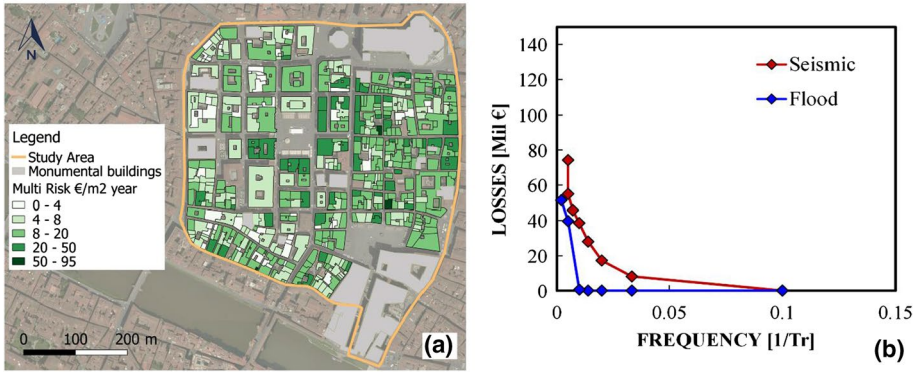 N
Legend
Study Area
Monumental buildings
Multi Risk €/m2 year
0 - 4
4 - 8
8 - 20
20 - 50
50 - 95
0 100 200 m
(a)
LOSSES [Mil €]
140
120
100
80
60
40
20
0
Seismic
Flood
0 0.05 0.1 0.15
FREQUENCY [1/Tr]
(b)